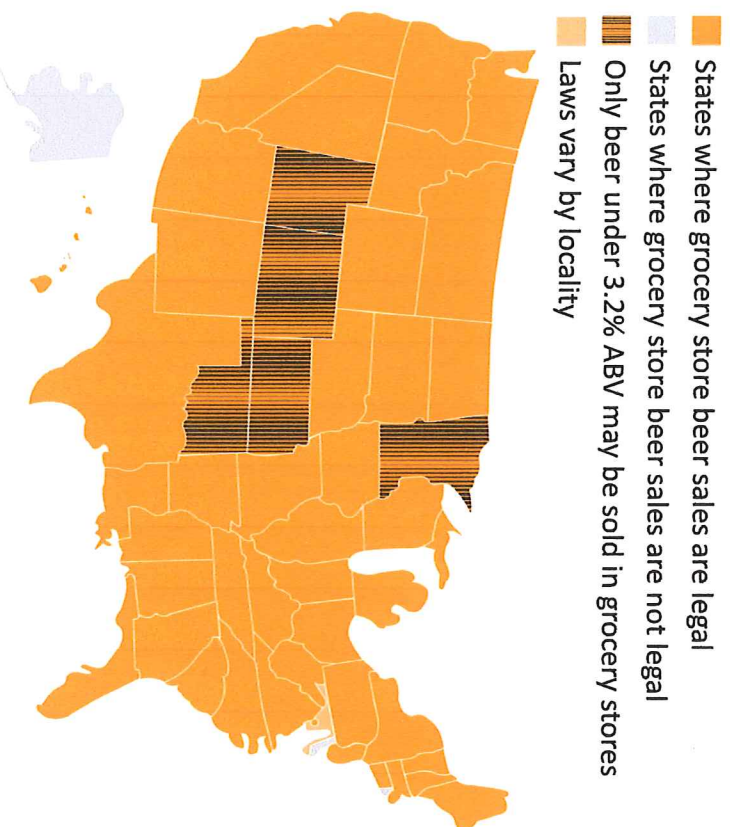 States where grocery store beer sales are legal
States where grocery store beer sales are not legal
Only beer under 3.2% ABV may be sold in grocery stores
Laws vary by locality